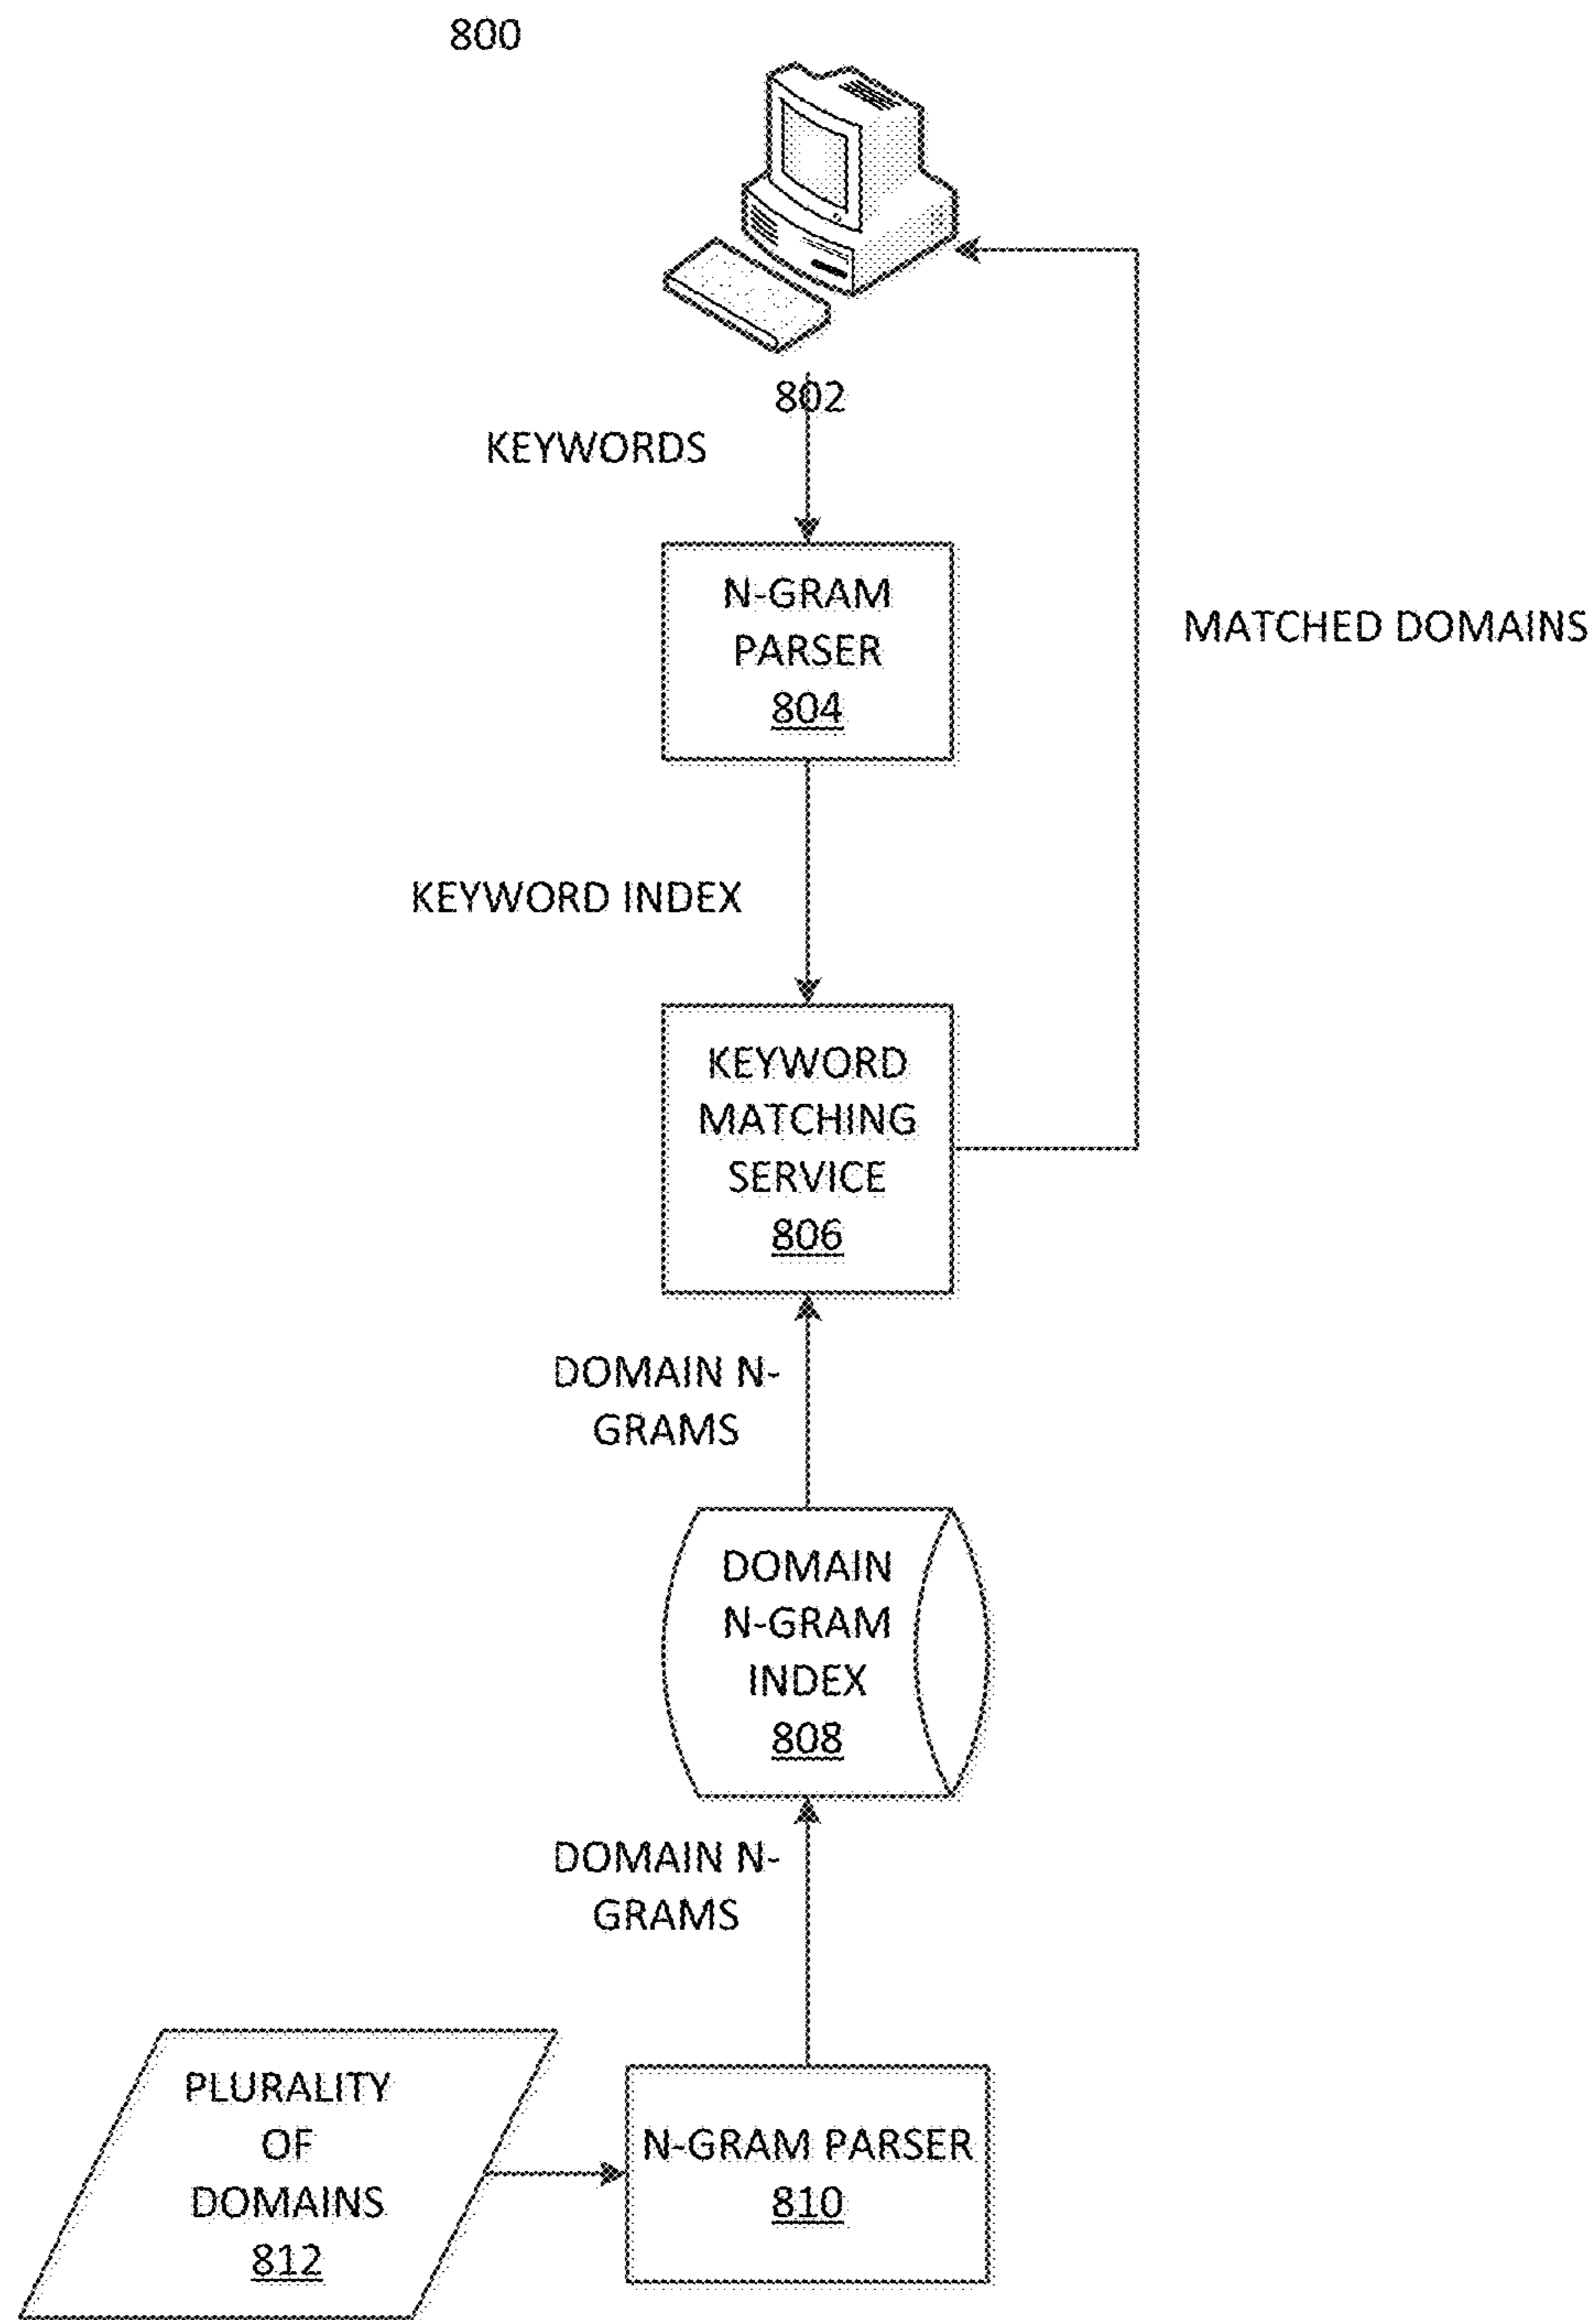 800
802
KEYWORDS
N-GRAM
PARSER
804
MATCHED DOMAINS
KEYWORD INDEX
KEYWORD
MATCHING
SERVICE
806
DOMAIN N-
GRAMS
DOMAIN
N-GRAM
INDEX
808
DOMAIN N-
GRAMS
PLURALITY
OF
DOMAINS
812
N-GRAM PARSER
810